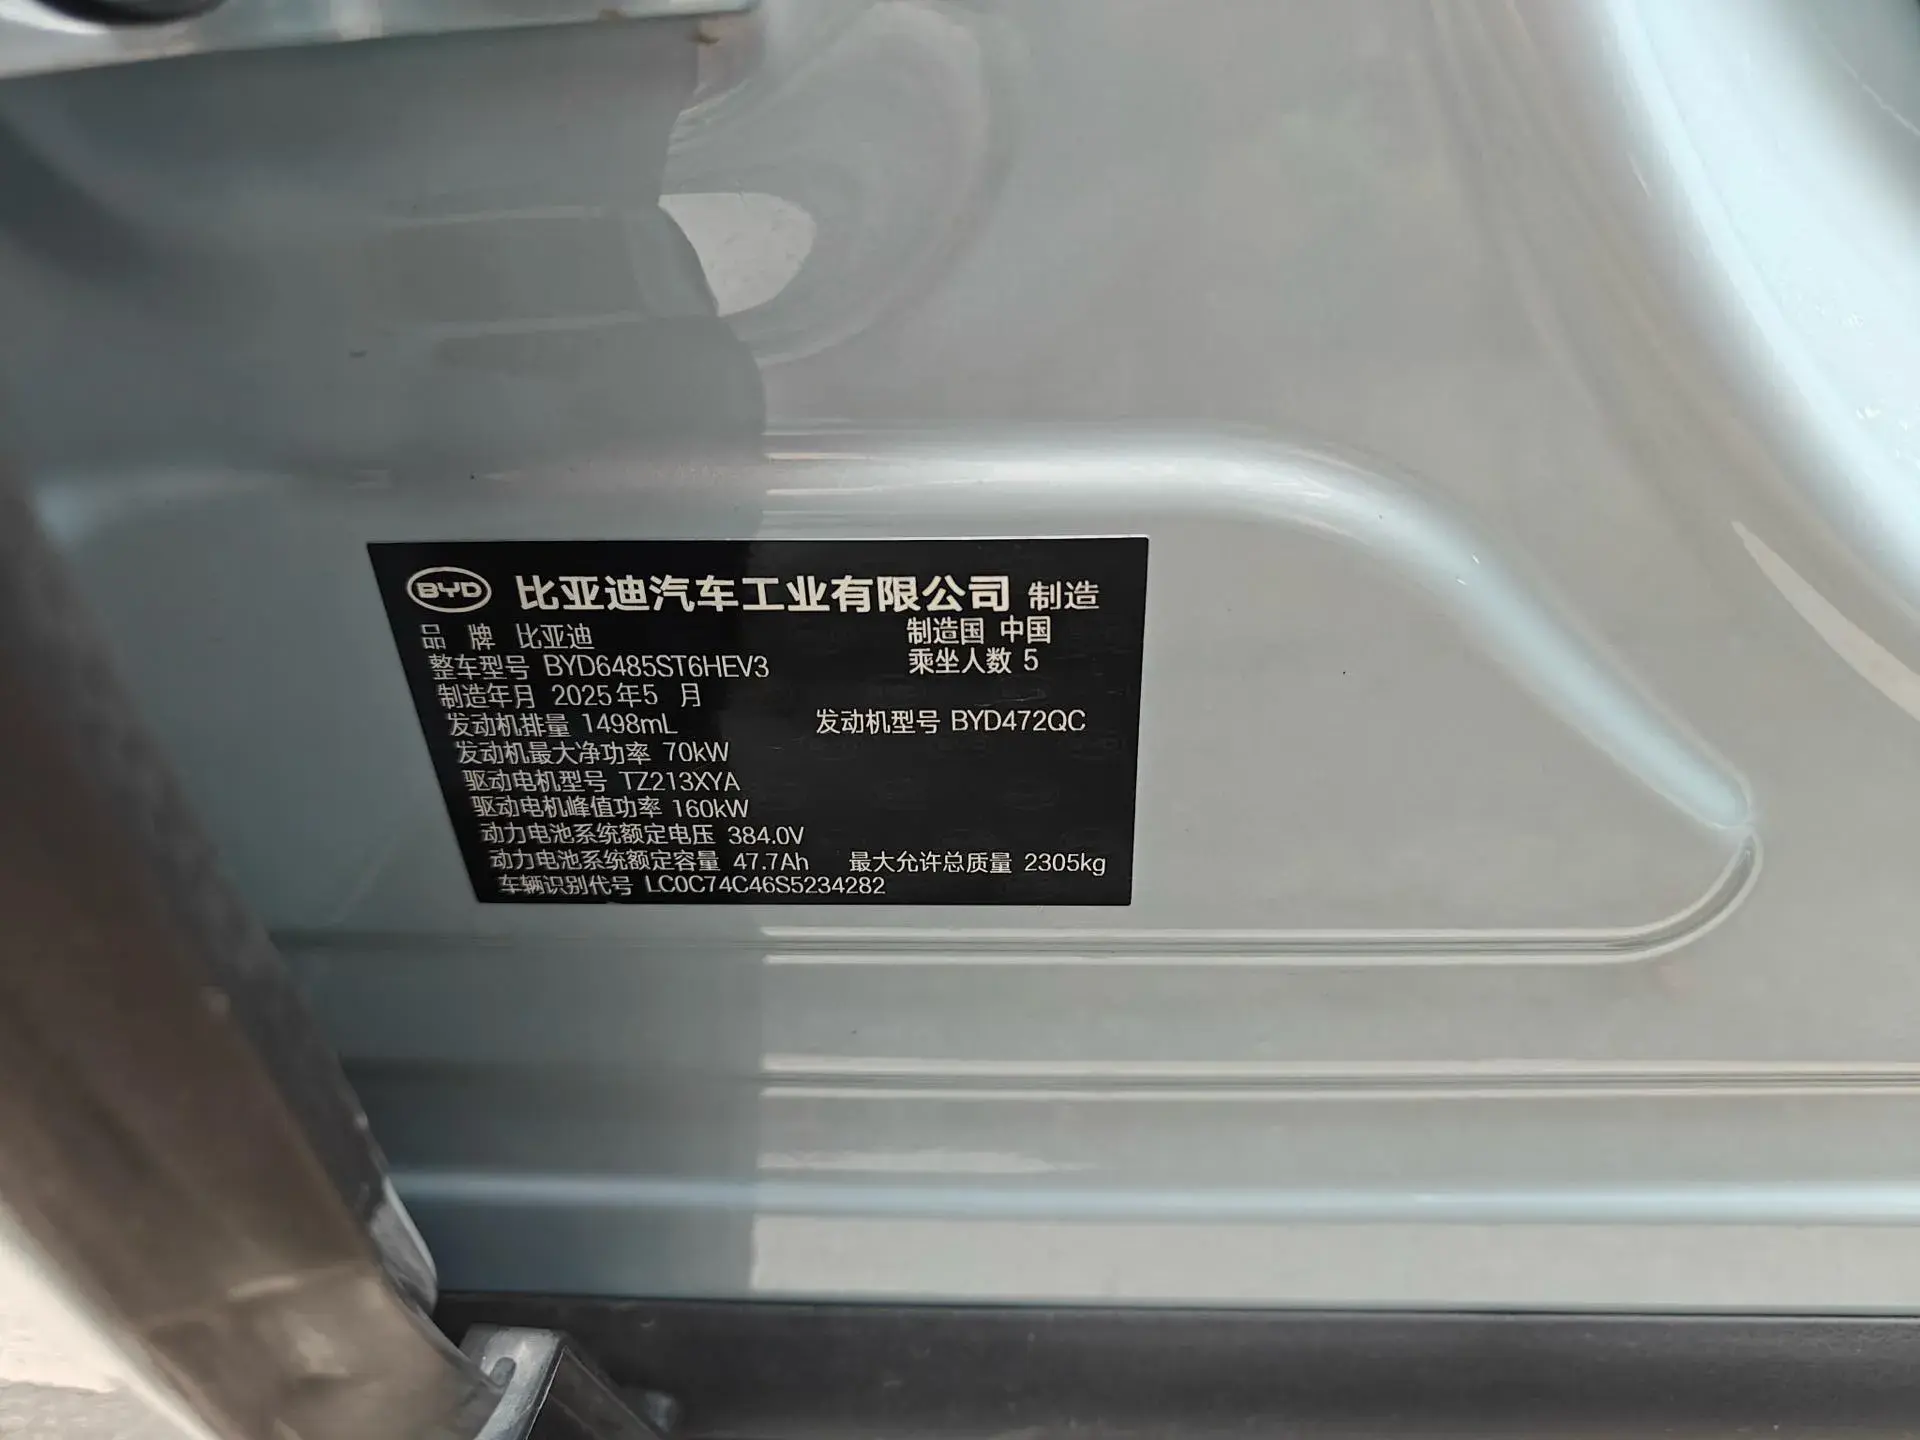 BYD 比亚迪汽车工业有限公司 制造
品 牌 比亚迪 制造国 中国
整车型号 BYD6485ST6HEV3 乘坐人数 5
制造年月 2025年5 月
发动机排量 1498mL 发动机型号 BYD472QC
发动机最大净功率 70kW
驱动电机型号 TZ213XYA
驱动电机峰值功率 160kW
动力电池系统额定电压 384.0V
动力电池系统额定容量 47.7Ah 最大允许总质量 2305kg
车辆识别代号 LC0C74C46S5234282